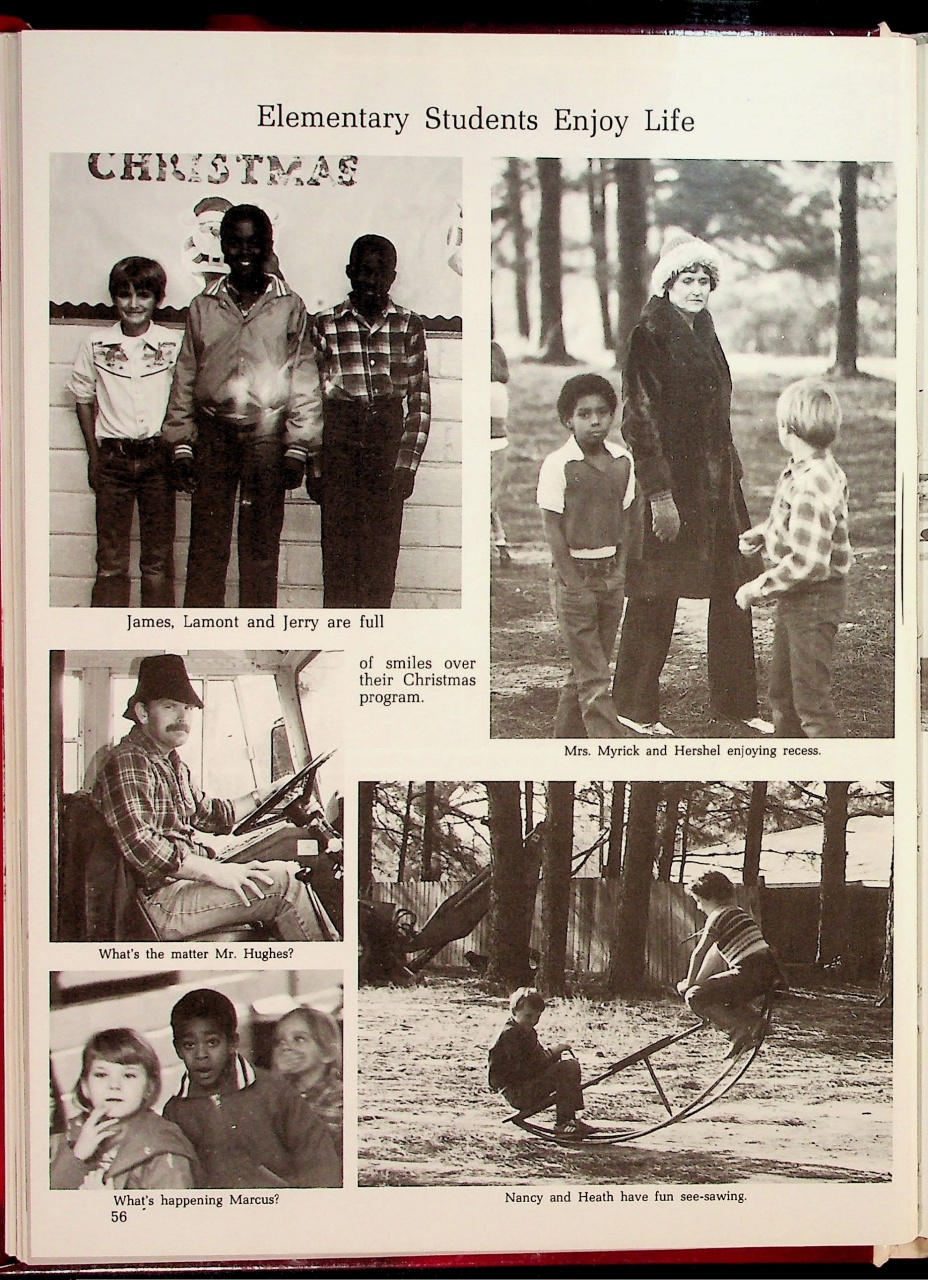 Elementary Students Enjoy Life
CHRISTMAS
James, Lamont and Jerry are full
of smiles over
their Christmas
program.
Mrs. Myrick and Hershel enjoying recess.
What's the matter Mr. Hughes?
What's happening Marcus?
Nancy and Heath have fun see-sawing.
56